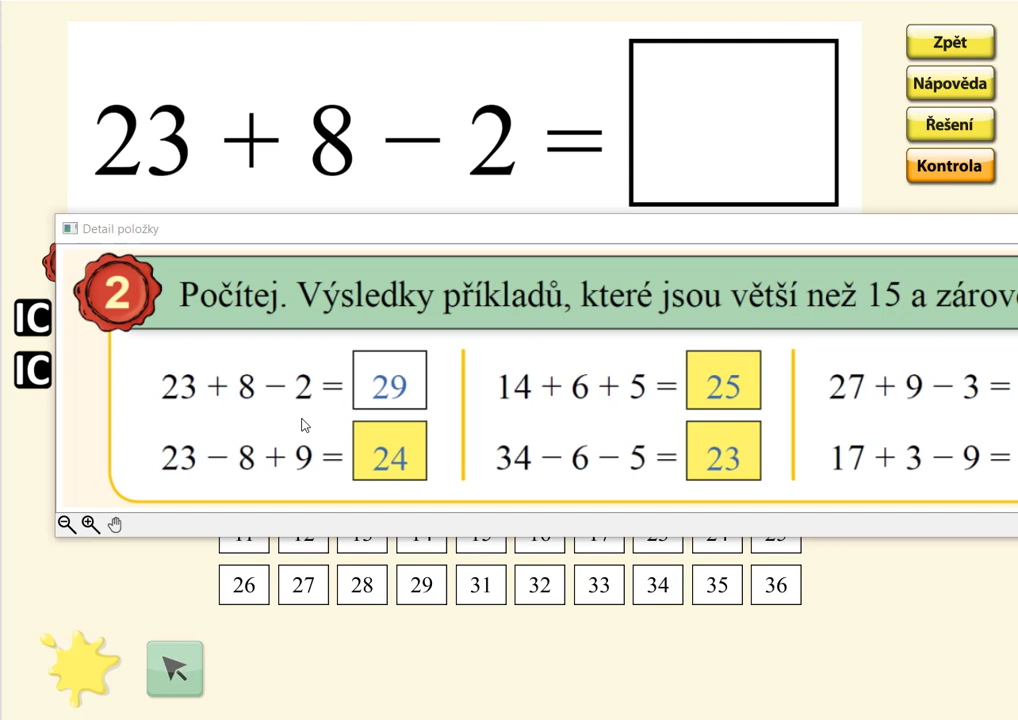 23 + 8 − 2 =
Zpět
Nápověda
Řešení
Kontrola
Detail položky
2 Počítej. Výsledky příkladů, které jsou větší než 15 a zárov
IC
IC
23 + 8 − 2 = 29
14 + 6 + 5 = 25
27 + 9 − 3 =
23 − 8 + 9 = 24
34 − 6 − 5 = 23
17 + 3 − 9 =
26 27 28 29 31 32 33 34 35 36